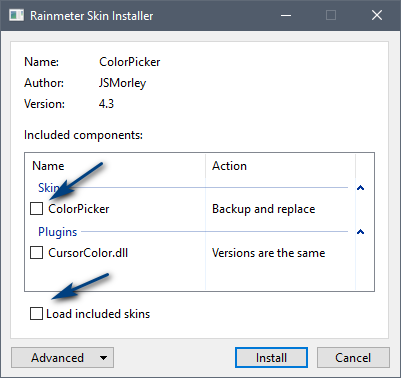 Rainmeter Skin Installer
Name: ColorPicker
Author: JSMorley
Version: 4.3
Included components:
Name Action
Skins
ColorPicker Backup and replace
Plugins
CursorColor.dll Versions are the same
Load included skins
Advanced Install Cancel